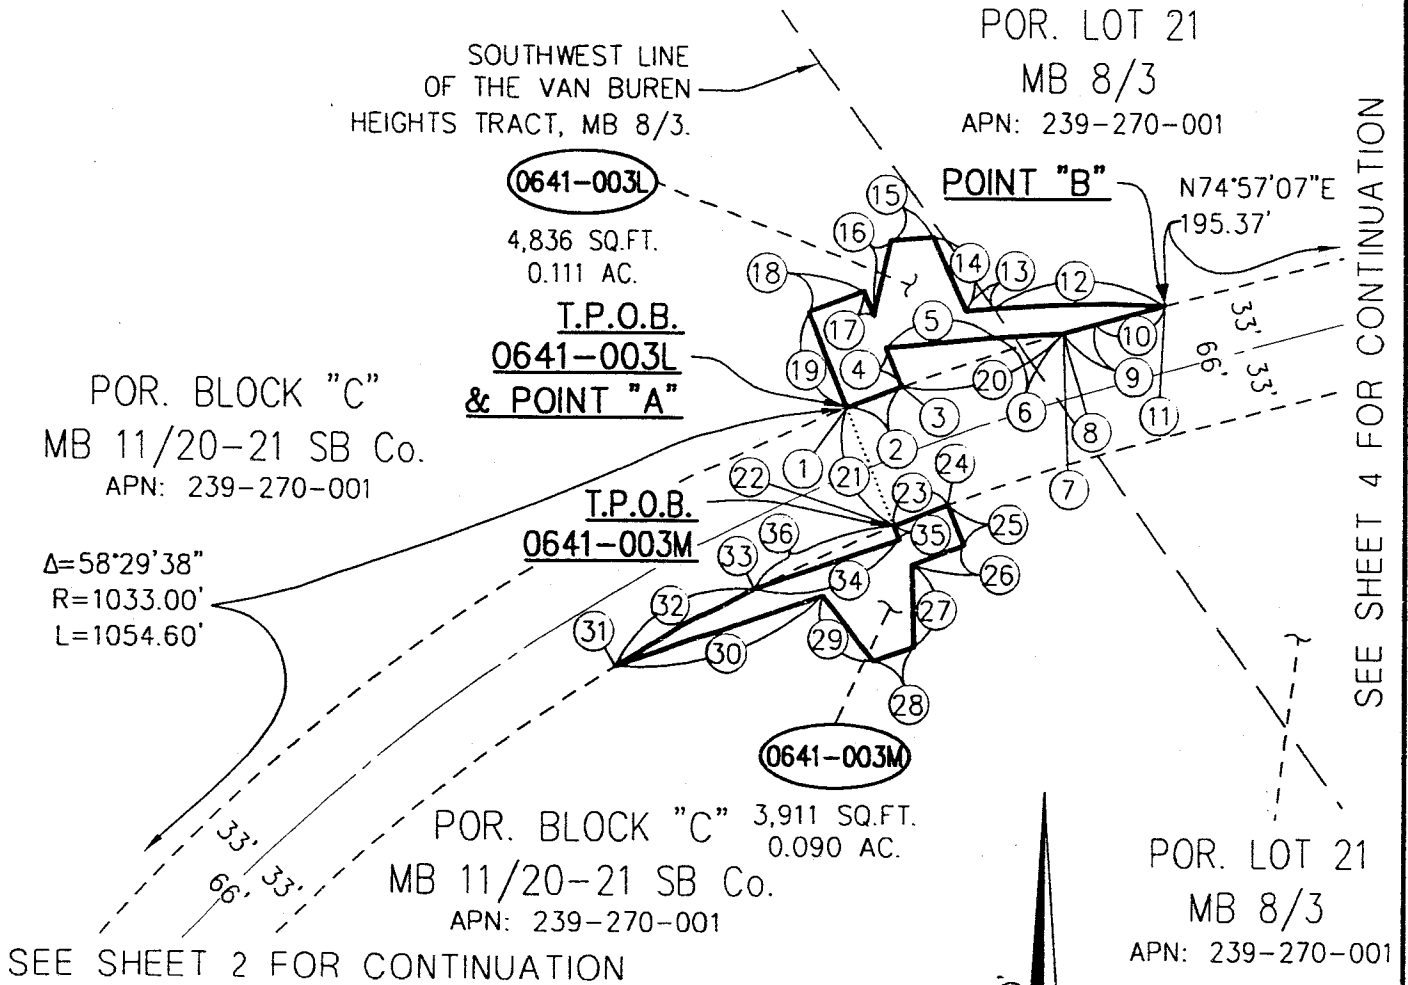 POR. LOT 21
MB 8/3
APN: 239-270-001
SOUTHWEST LINE
OF THE VAN BUREN
HEIGHTS TRACT, MB 8/3.
0641-003L
4,836 SQ.FT.
0.111 AC.
T.P.O.B.
0641-003L
& POINT "A"
POINT "B"
N74°57'07"E
195.37'
SEE SHEET 4 FOR CONTINUATION
15
16
18
14
13
12
17
5
19
4
20
10
3
6
9
8
11
1
2
21
7
22
23
24
33'
66'
33'
POR. BLOCK "C"
MB 11/20-21 SB Co.
APN: 239-270-001
T.P.O.B.
0641-003M
36
35
25
33
34
26
32
27
31
30
29
28
Δ=58°29'38"
R=1033.00'
L=1054.60'
0641-003M
3,911 SQ.FT.
0.090 AC.
33'
66'
33'
POR. BLOCK "C"
MB 11/20-21 SB Co.
APN: 239-270-001
POR. LOT 21
MB 8/3
APN: 239-270-001
SEE SHEET 2 FOR CONTINUATION